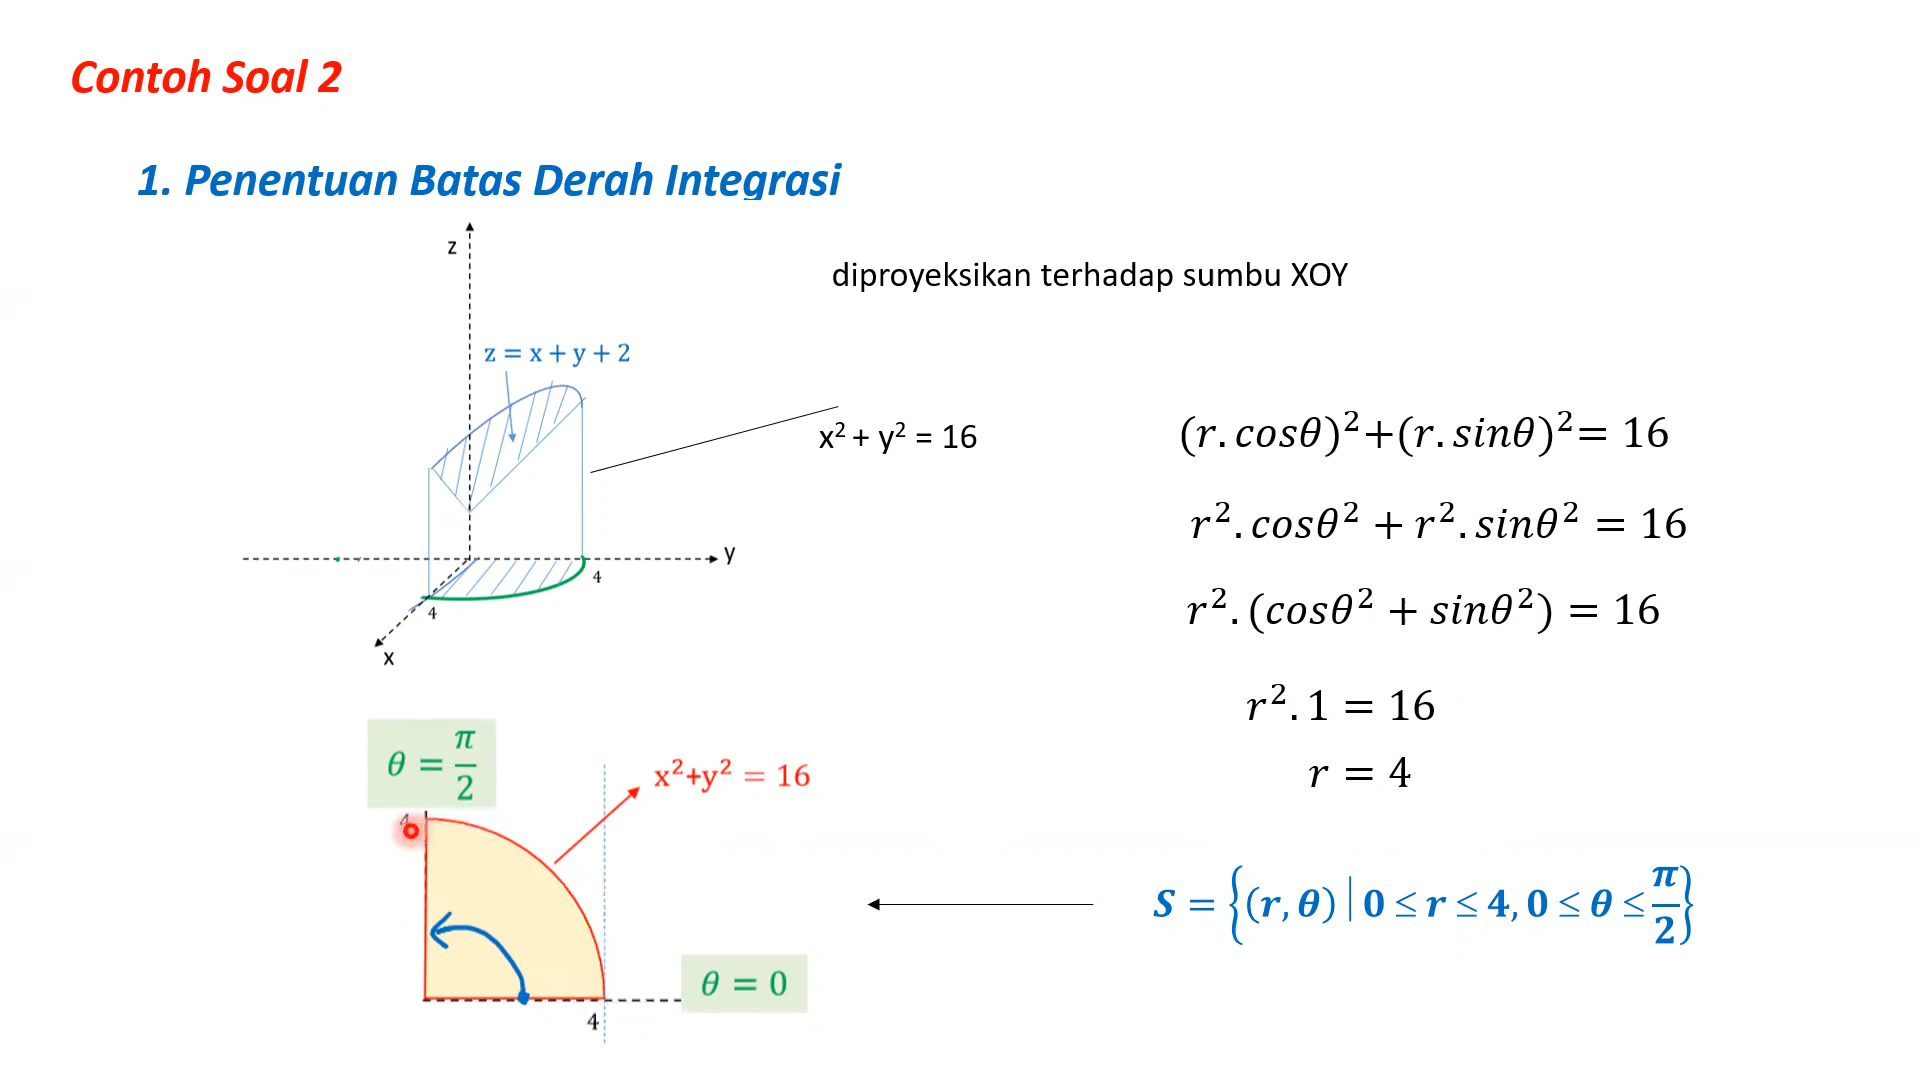 Contoh Soal 2
1. Penentuan Batas Derah Integrasi
z
diproyeksikan terhadap sumbu XOY
z = x + y + 2
x² + y² = 16
(r.cosθ)²+(r.sinθ)²= 16
r².cosθ² + r².sinθ² = 16
y
4
4
x
r².(cosθ² + sinθ²) = 16
r².1 = 16
r = 4
θ = π/2
x²+y² = 16
4
S = {(r, θ) | 0 ≤ r ≤ 4, 0 ≤ θ ≤ π/2}
θ = 0
4